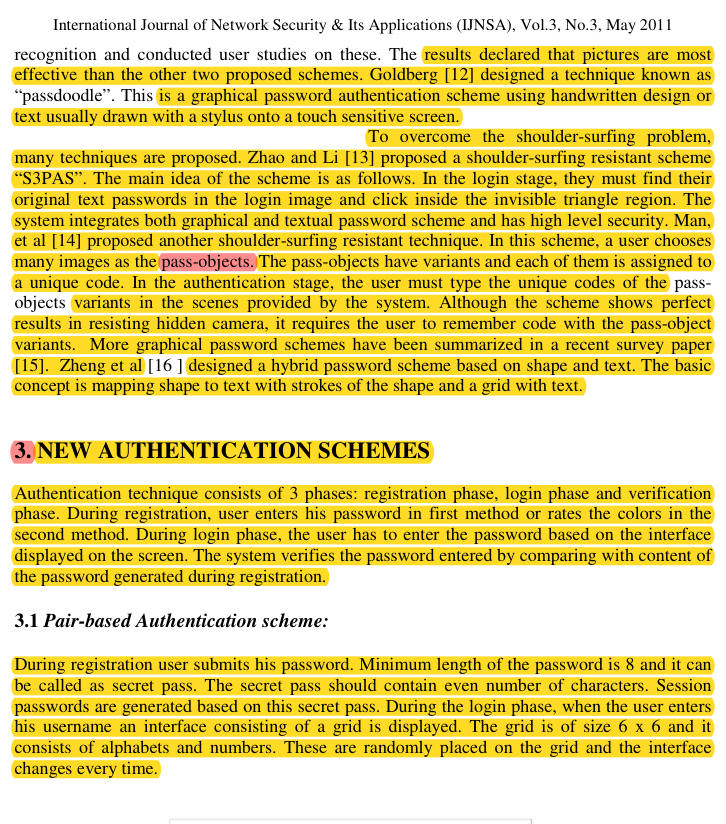 International Journal of Network Security & Its Applications (IJNSA), Vol.3, No.3, May 2011
recognition and conducted user studies on these. The results declared that pictures are most
effective than the other two proposed schemes. Goldberg [12] designed a technique known as
“passdoodle”. This is a graphical password authentication scheme using handwritten design or
text usually drawn with a stylus onto a touch sensitive screen.
To overcome the shoulder-surfing problem,
many techniques are proposed. Zhao and Li [13] proposed a shoulder-surfing resistant scheme
“S3PAS”. The main idea of the scheme is as follows. In the login stage, they must find their
original text passwords in the login image and click inside the invisible triangle region. The
system integrates both graphical and textual password scheme and has high level security. Man,
et al [14] proposed another shoulder-surfing resistant technique. In this scheme, a user chooses
many images as the pass-objects. The pass-objects have variants and each of them is assigned to
a unique code. In the authentication stage, the user must type the unique codes of the pass-
objects variants in the scenes provided by the system. Although the scheme shows perfect
results in resisting hidden camera, it requires the user to remember code with the pass-object
variants. More graphical password schemes have been summarized in a recent survey paper
[15]. Zheng et al [16 ] designed a hybrid password scheme based on shape and text. The basic
concept is mapping shape to text with strokes of the shape and a grid with text.
3. NEW AUTHENTICATION SCHEMES
Authentication technique consists of 3 phases: registration phase, login phase and verification
phase. During registration, user enters his password in first method or rates the colors in the
second method. During login phase, the user has to enter the password based on the interface
displayed on the screen. The system verifies the password entered by comparing with content of
the password generated during registration.
3.1 Pair-based Authentication scheme:
During registration user submits his password. Minimum length of the password is 8 and it can
be called as secret pass. The secret pass should contain even number of characters. Session
passwords are generated based on this secret pass. During the login phase, when the user enters
his username an interface consisting of a grid is displayed. The grid is of size 6 x 6 and it
consists of alphabets and numbers. These are randomly placed on the grid and the interface
changes every time.